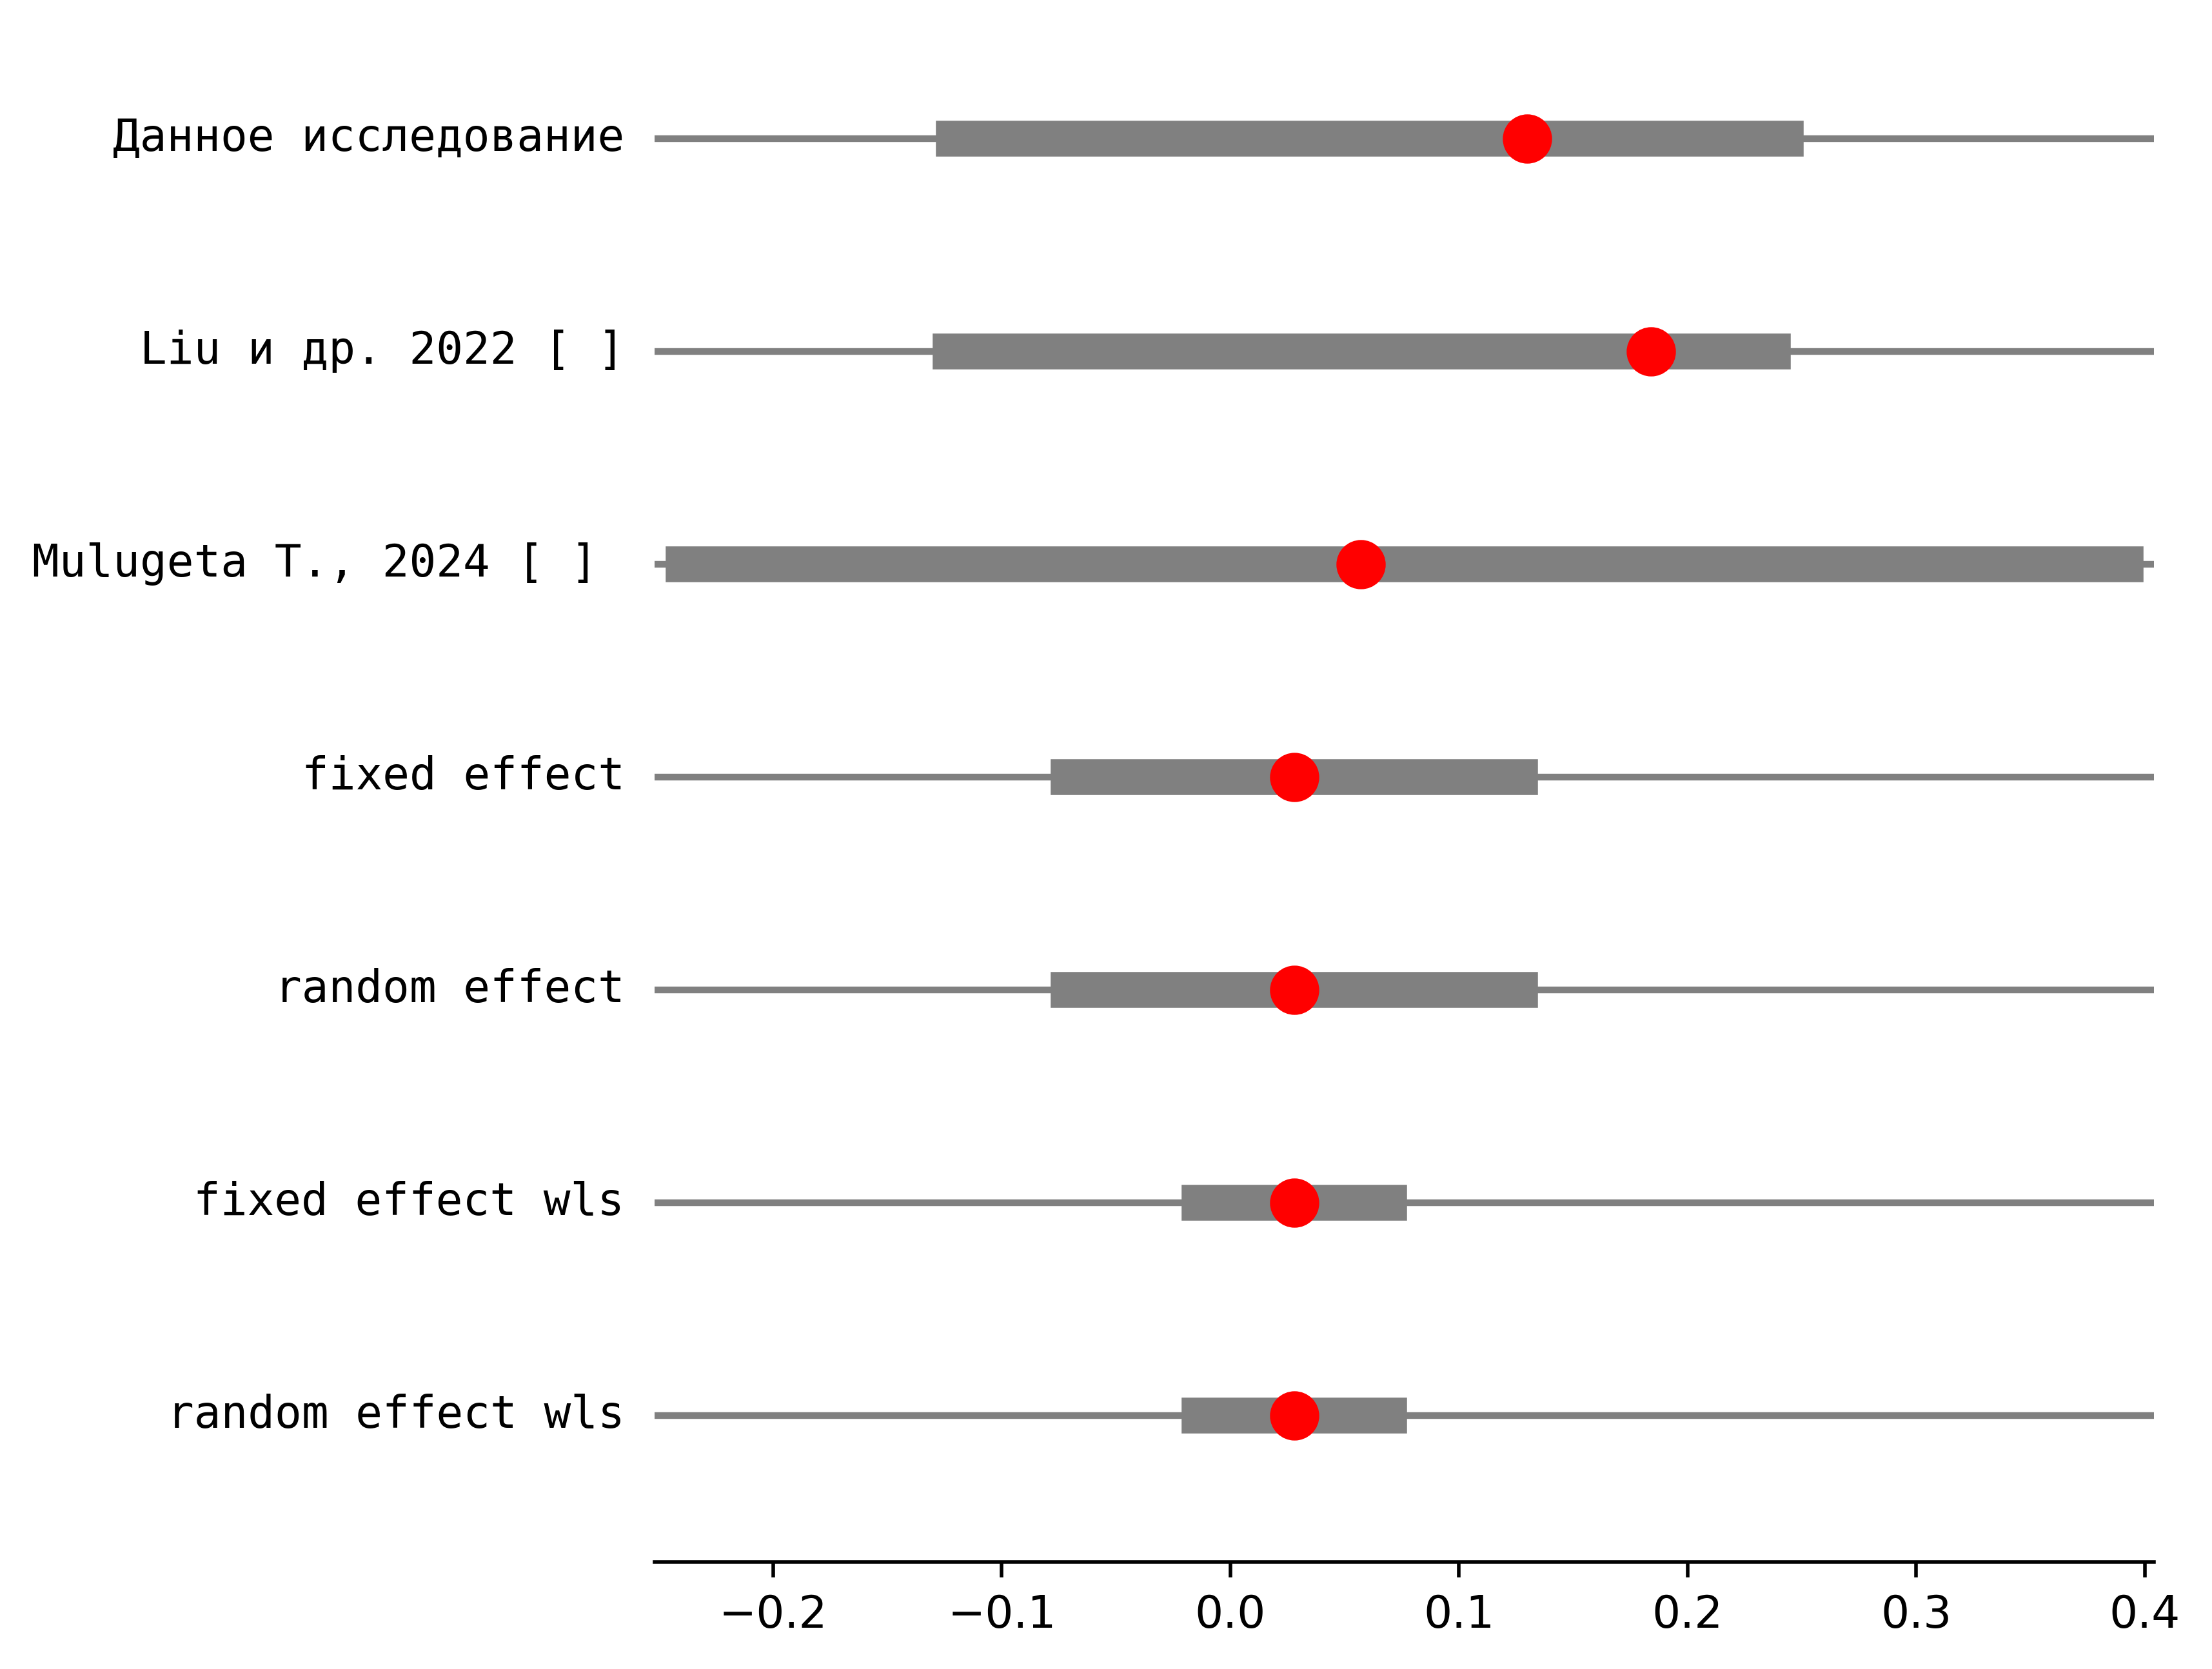 Данное исследование
Liu и др. 2022 [ ]
Mulugeta T., 2024 [ ]
fixed effect
random effect
fixed effect wls
random effect wls
−0.2 −0.1 0.0 0.1 0.2 0.3 0.4